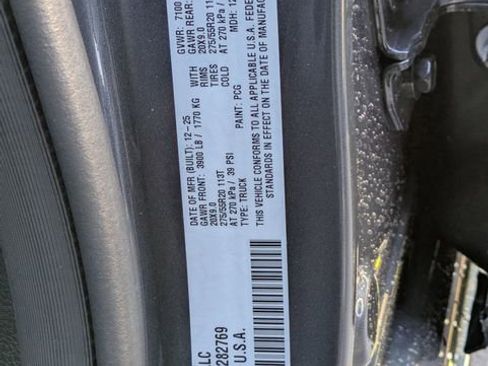 LC
282769
U.S.A.
DATE OF MFR (BUILT): 12-25
GAWR FRONT: 3900 LB / 1770 KG
20X9.0
275/55R20 113T
AT 270 kPa / 39 PSI
TYPE: TRUCK
THIS VEHICLE CONFORMS TO ALL APPLICABLE U.S.A. FEDE
STANDARDS IN EFFECT ON THE DATE OF MANUFAC
WITH
RIMS
TIRES
COLD
PAINT: PCG
GVWR: 7100
GAWR REAR:
20X9.0
275/55R20 113
AT 270 kPa / 39
MDH: 12